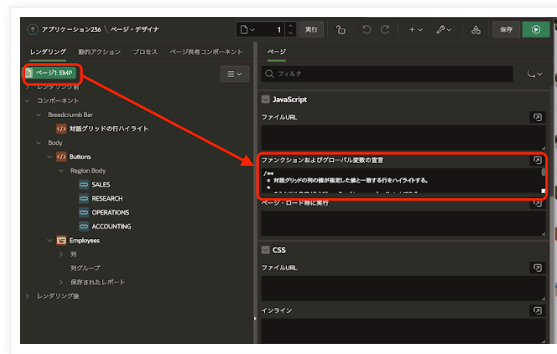 アプリケーション236 \ ページ・デザイナ
1
実行
保存
レンダリング 動的アクション プロセス ページ共有コンポーネント
ページ
ページ1: EMP
フィルタ
レンダリング前
コンポーネント
Breadcrumb Bar
対話グリッドの行ハイライト
Body
Buttons
Region Body
SALES
RESEARCH
OPERATIONS
ACCOUNTING
Employees
列
列グループ
保存されたレポート
レンダリング後
JavaScript
ファイルURL
ファンクションおよびグローバル変数の宣言
/**
* 対話グリッドの列の値が指定した値と一致する行をハイライトする。
*
ページ・ロード時に実行
CSS
ファイルURL
インライン